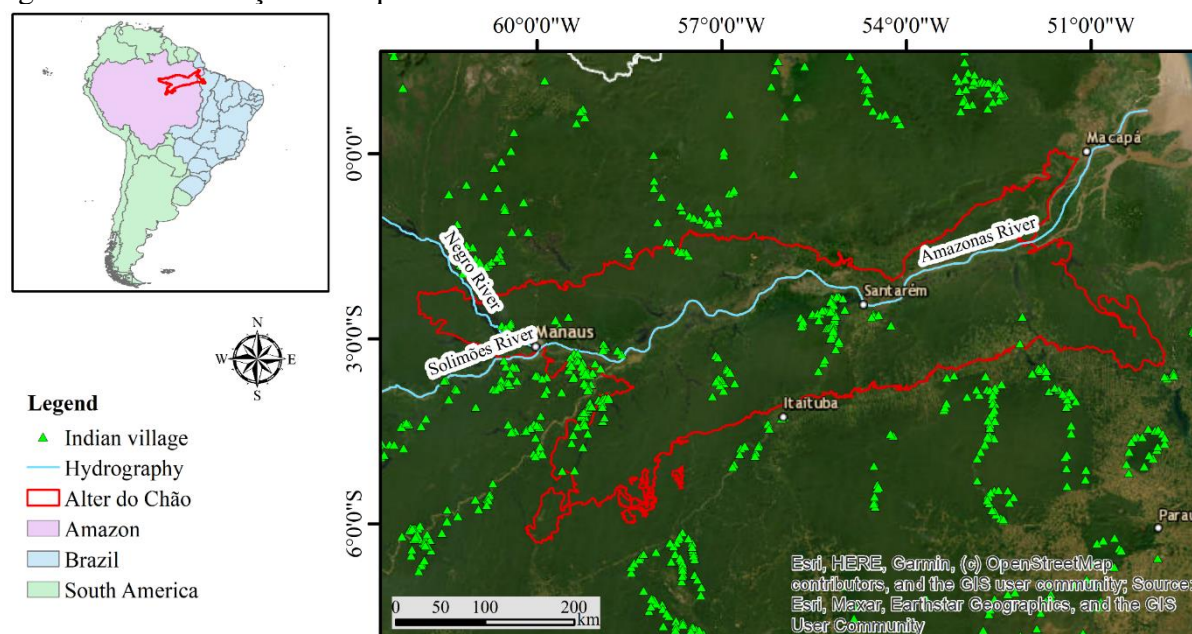 60°0'0"W 57°0'0"W 54°0'0"W 51°0'0"W
0°0'0"
3°0'0"S
6°0'0"S
Macapá
Negro River
Amazonas River
Santarém
Manaus
Solimões River
Itaituba
Parau
N
W E
S
Legend
Indian village
Hydrography
Alter do Chão
Amazon
Brazil
South America
0 50 100 200
km
Esri, HERE, Garmin, (c) OpenStreetMap
contributors, and the GIS user community; Sources
Esri, Maxar, Earthstar Geographics, and the GIS
User Community